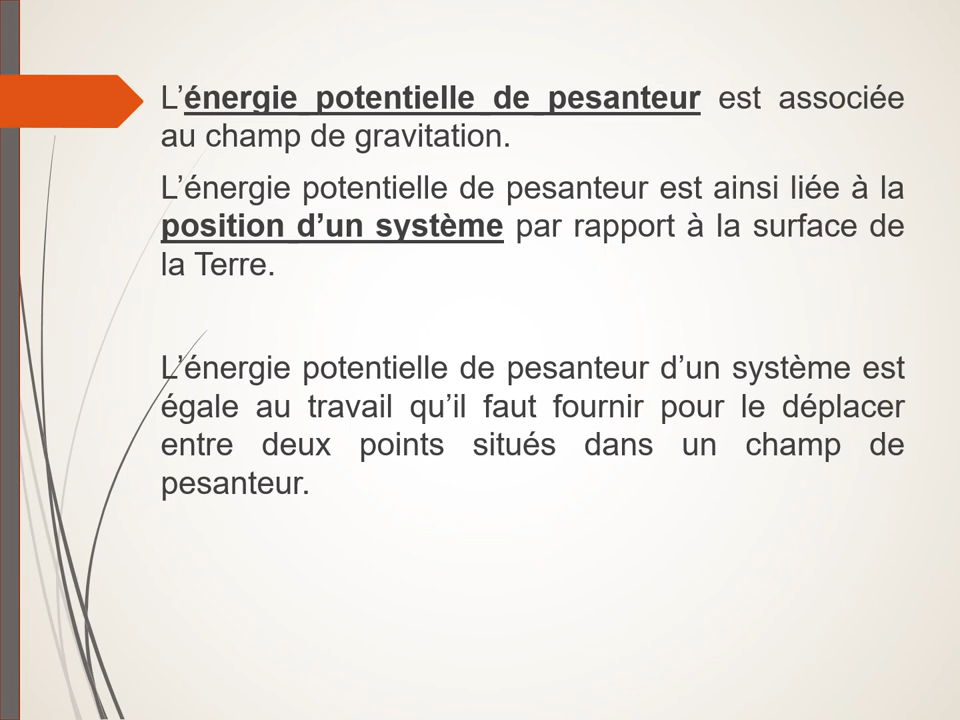 L’énergie potentielle de pesanteur est associée
au champ de gravitation.
L’énergie potentielle de pesanteur est ainsi liée à la
position d’un système par rapport à la surface de
la Terre.
L’énergie potentielle de pesanteur d’un système est
égale au travail qu’il faut fournir pour le déplacer
entre deux points situés dans un champ de
pesanteur.